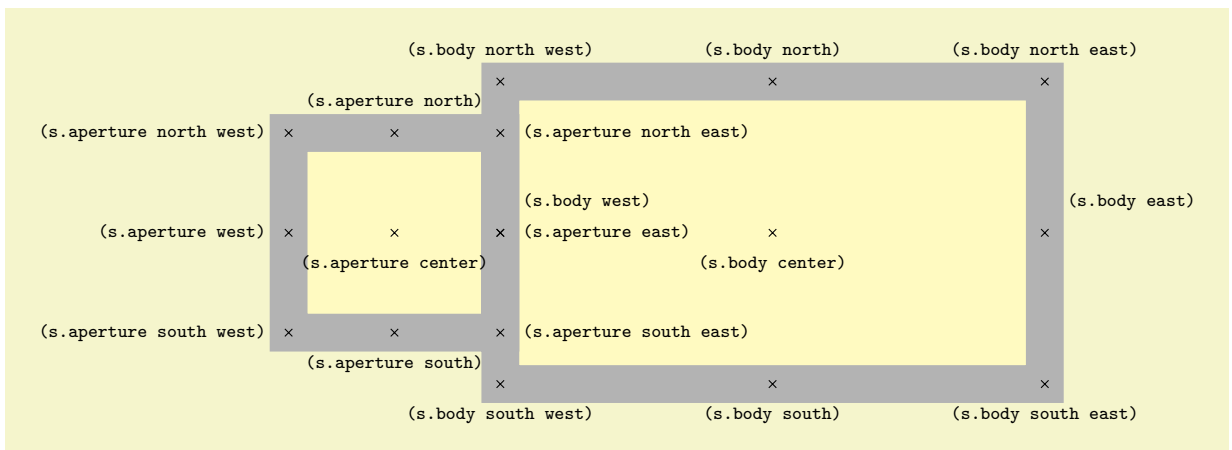 (s.body north west) (s.body north) (s.body north east)
(s.aperture north)
(s.aperture north west) (s.aperture north east)
(s.body west) (s.body east)
(s.aperture west) (s.aperture east)
(s.aperture center) (s.body center)
(s.aperture south west) (s.aperture south east)
(s.aperture south)
(s.body south west) (s.body south) (s.body south east)